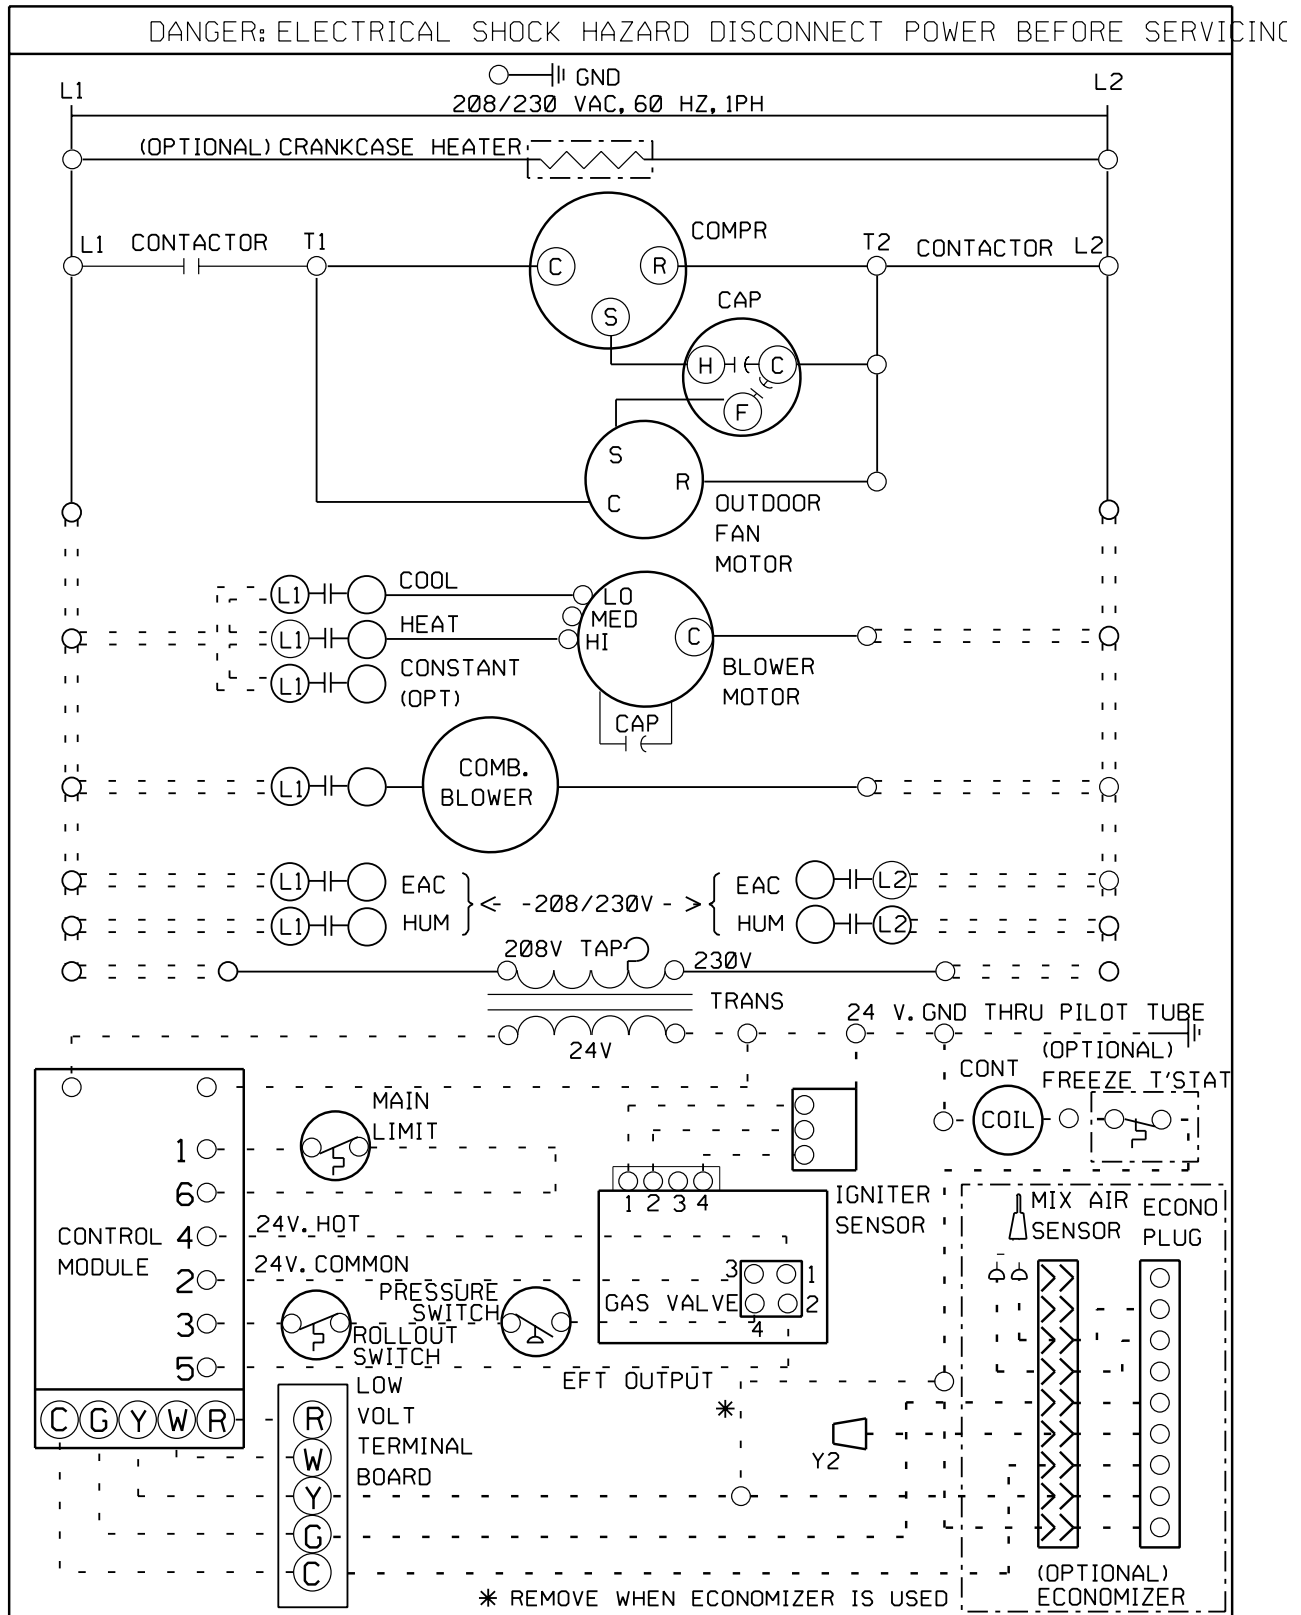 DANGER: ELECTRICAL SHOCK HAZARD DISCONNECT POWER BEFORE SERVICING
GND
L1
L2
208/230 VAC, 60 HZ, 1PH
(OPTIONAL) CRANKCASE HEATER
COMPR
L1 CONTACTOR T1
T2 CONTACTOR L2
C R
S
CAP
H C
F
S
R
C
OUTDOOR
FAN
MOTOR
L1 COOL
LO
MED
L1 HEAT
HI
C
L1 CONSTANT
(OPT)
BLOWER
MOTOR
CAP
COMB.
BLOWER
L1
L1 EAC
EAC L2
<- -208/230V- ->
L1 HUM
HUM L2
208V TAP
230V
TRANS
24 V. GND THRU PILOT TUBE
24V
(OPTIONAL)
FREEZE T'STAT
CONT
COIL
MAIN
LIMIT
1
6
4
2
3
5
CONTROL
MODULE
24V. HOT
24V. COMMON
1 2 3 4
IGNITER
SENSOR
MIX AIR
SENSOR
ECONO
PLUG
3 1
GAS VALVE 2
4
PRESSURE
SWITCH
ROLLOUT
SWITCH
EFT OUTPUT
*
C G Y W R
LOW
VOLT
TERMINAL
BOARD
R
W
Y
G
C
Y2
(OPTIONAL)
ECONOMIZER
* REMOVE WHEN ECONOMIZER IS USED